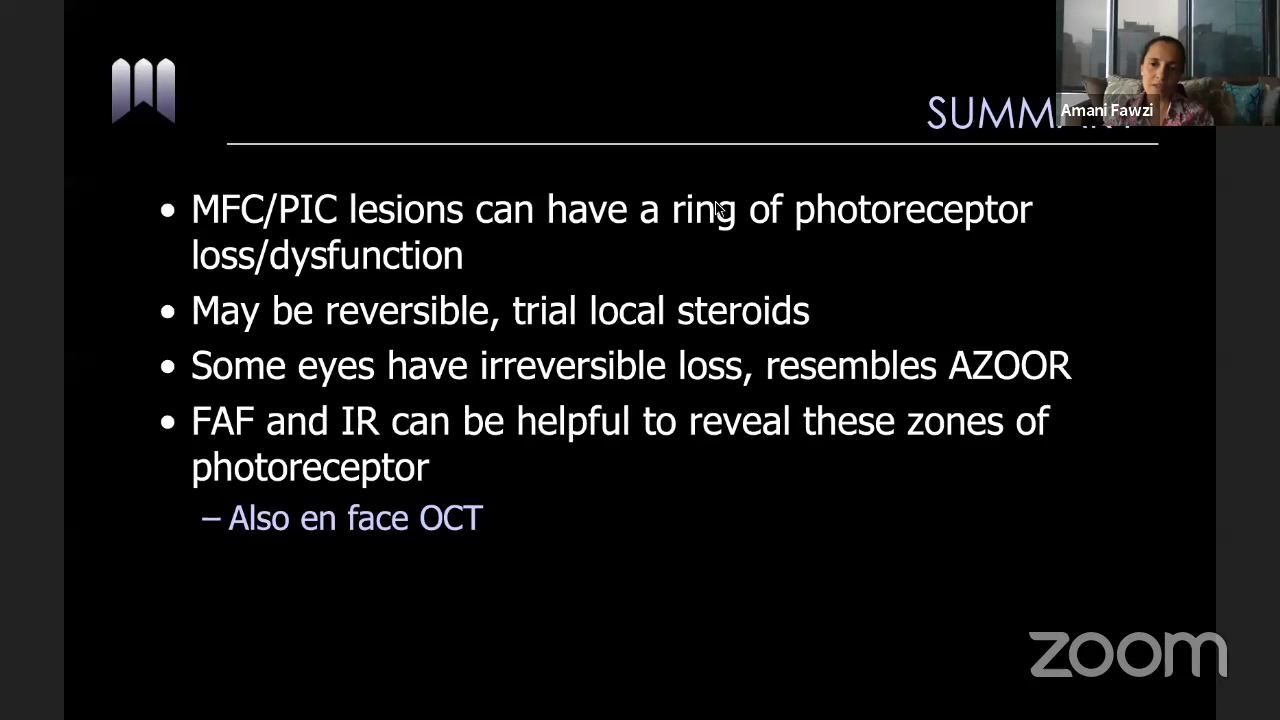 SUMM
Amani Fawzi
• MFC/PIC lesions can have a ring of photoreceptor
loss/dysfunction
• May be reversible, trial local steroids
• Some eyes have irreversible loss, resembles AZOOR
• FAF and IR can be helpful to reveal these zones of
photoreceptor
– Also en face OCT
zoom